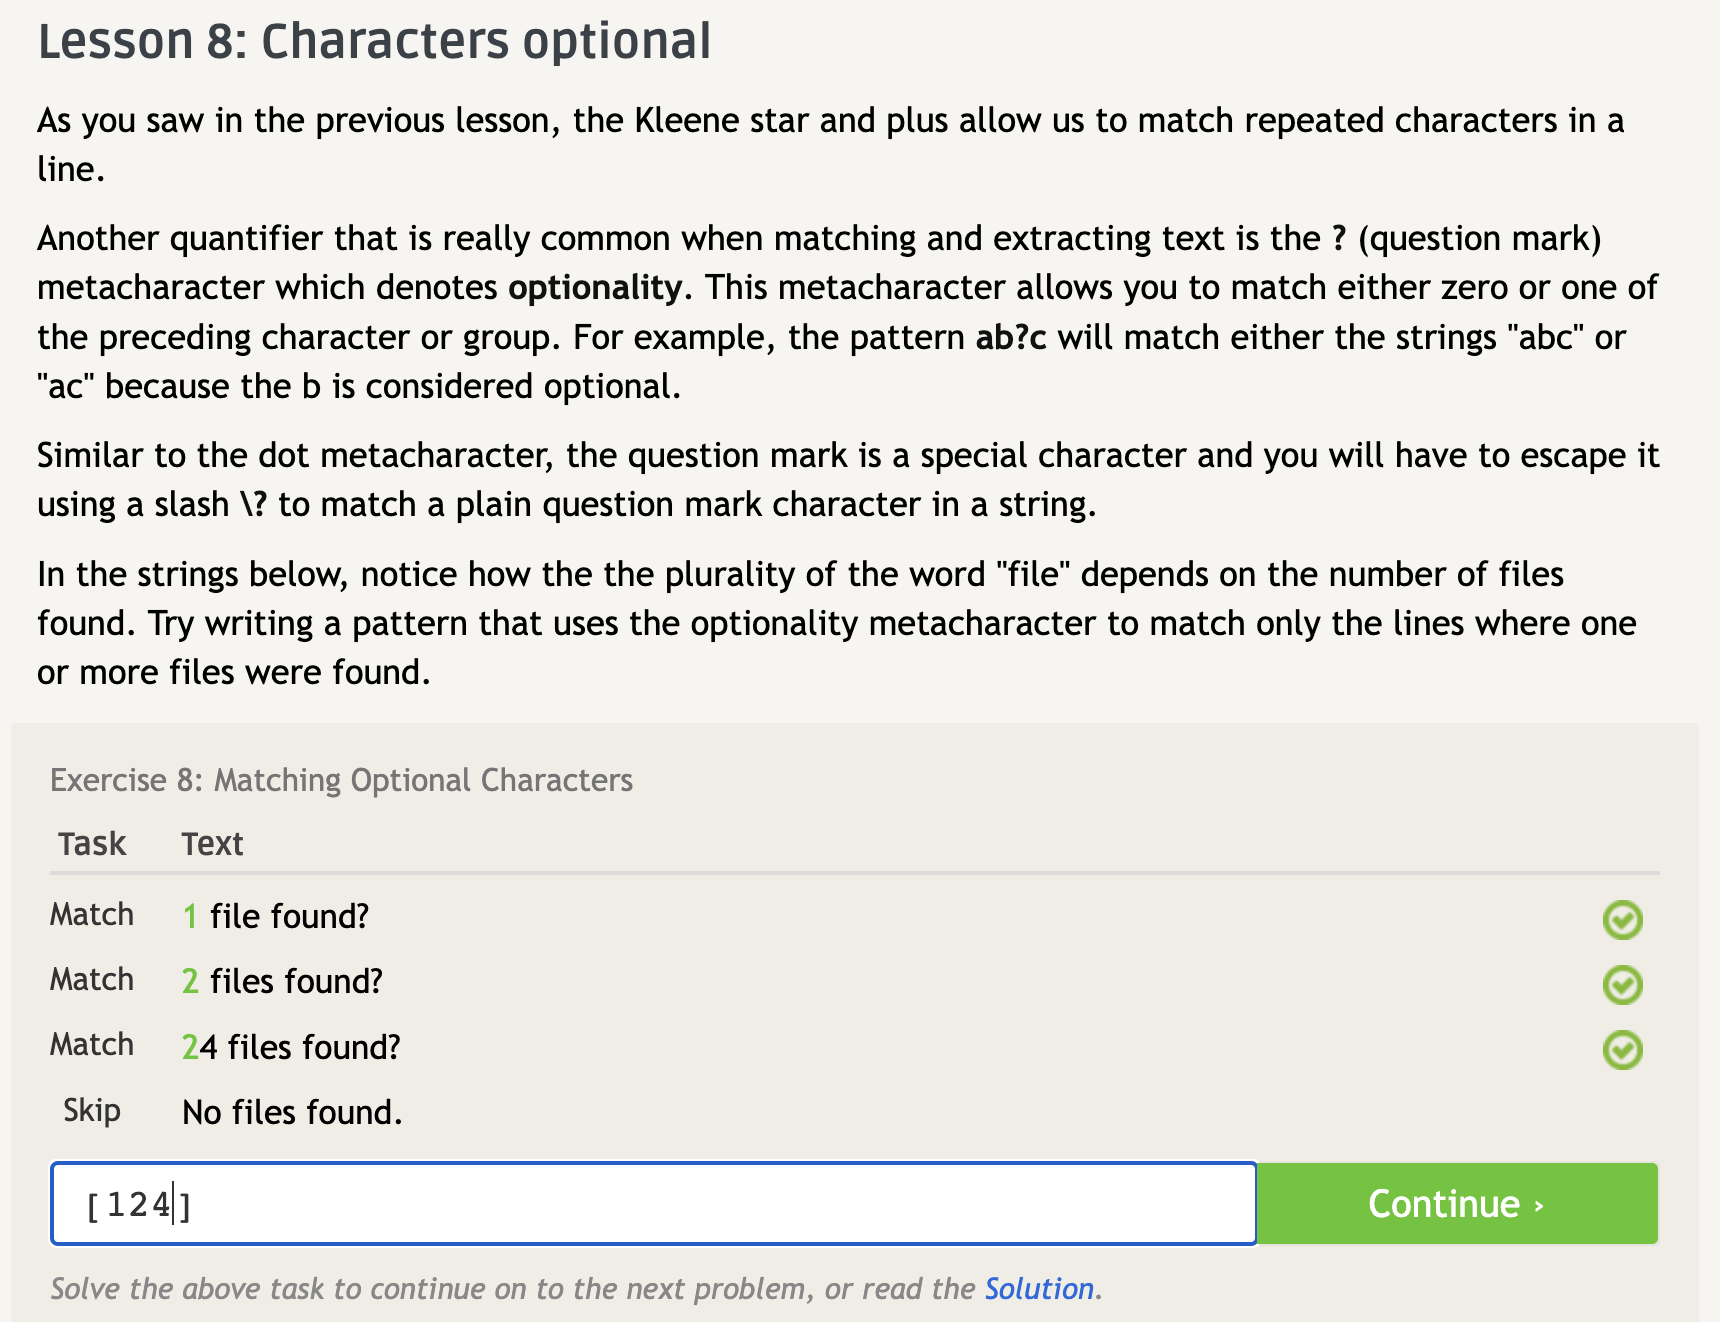 Lesson 8: Characters optional
As you saw in the previous lesson, the Kleene star and plus allow us to match repeated characters in a
line.
Another quantifier that is really common when matching and extracting text is the ? (question mark)
metacharacter which denotes optionality. This metacharacter allows you to match either zero or one of
the preceding character or group. For example, the pattern ab?c will match either the strings "abc" or
"ac" because the b is considered optional.
Similar to the dot metacharacter, the question mark is a special character and you will have to escape it
using a slash \? to match a plain question mark character in a string.
In the strings below, notice how the the plurality of the word "file" depends on the number of files
found. Try writing a pattern that uses the optionality metacharacter to match only the lines where one
or more files were found.
Exercise 8: Matching Optional Characters
Task Text
Match 1 file found?
Match 2 files found?
Match 24 files found?
Skip No files found.
[124]
Continue ›
Solve the above task to continue on to the next problem, or read the Solution.